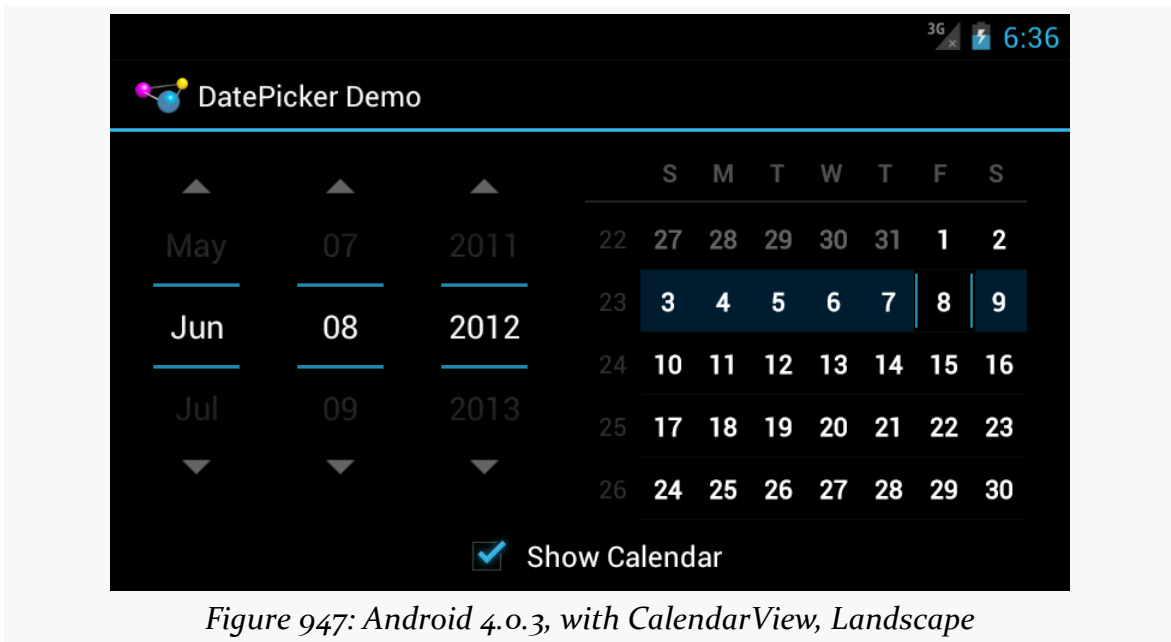 3G 6:36
DatePicker Demo
May 07 2011
Jun 08 2012
Jul 09 2013
S M T W T F S
22 27 28 29 30 31 1 2
23 3 4 5 6 7 8 9
24 10 11 12 13 14 15 16
25 17 18 19 20 21 22 23
26 24 25 26 27 28 29 30
Show Calendar
Figure 947: Android 4.0.3, with CalendarView, Landscape